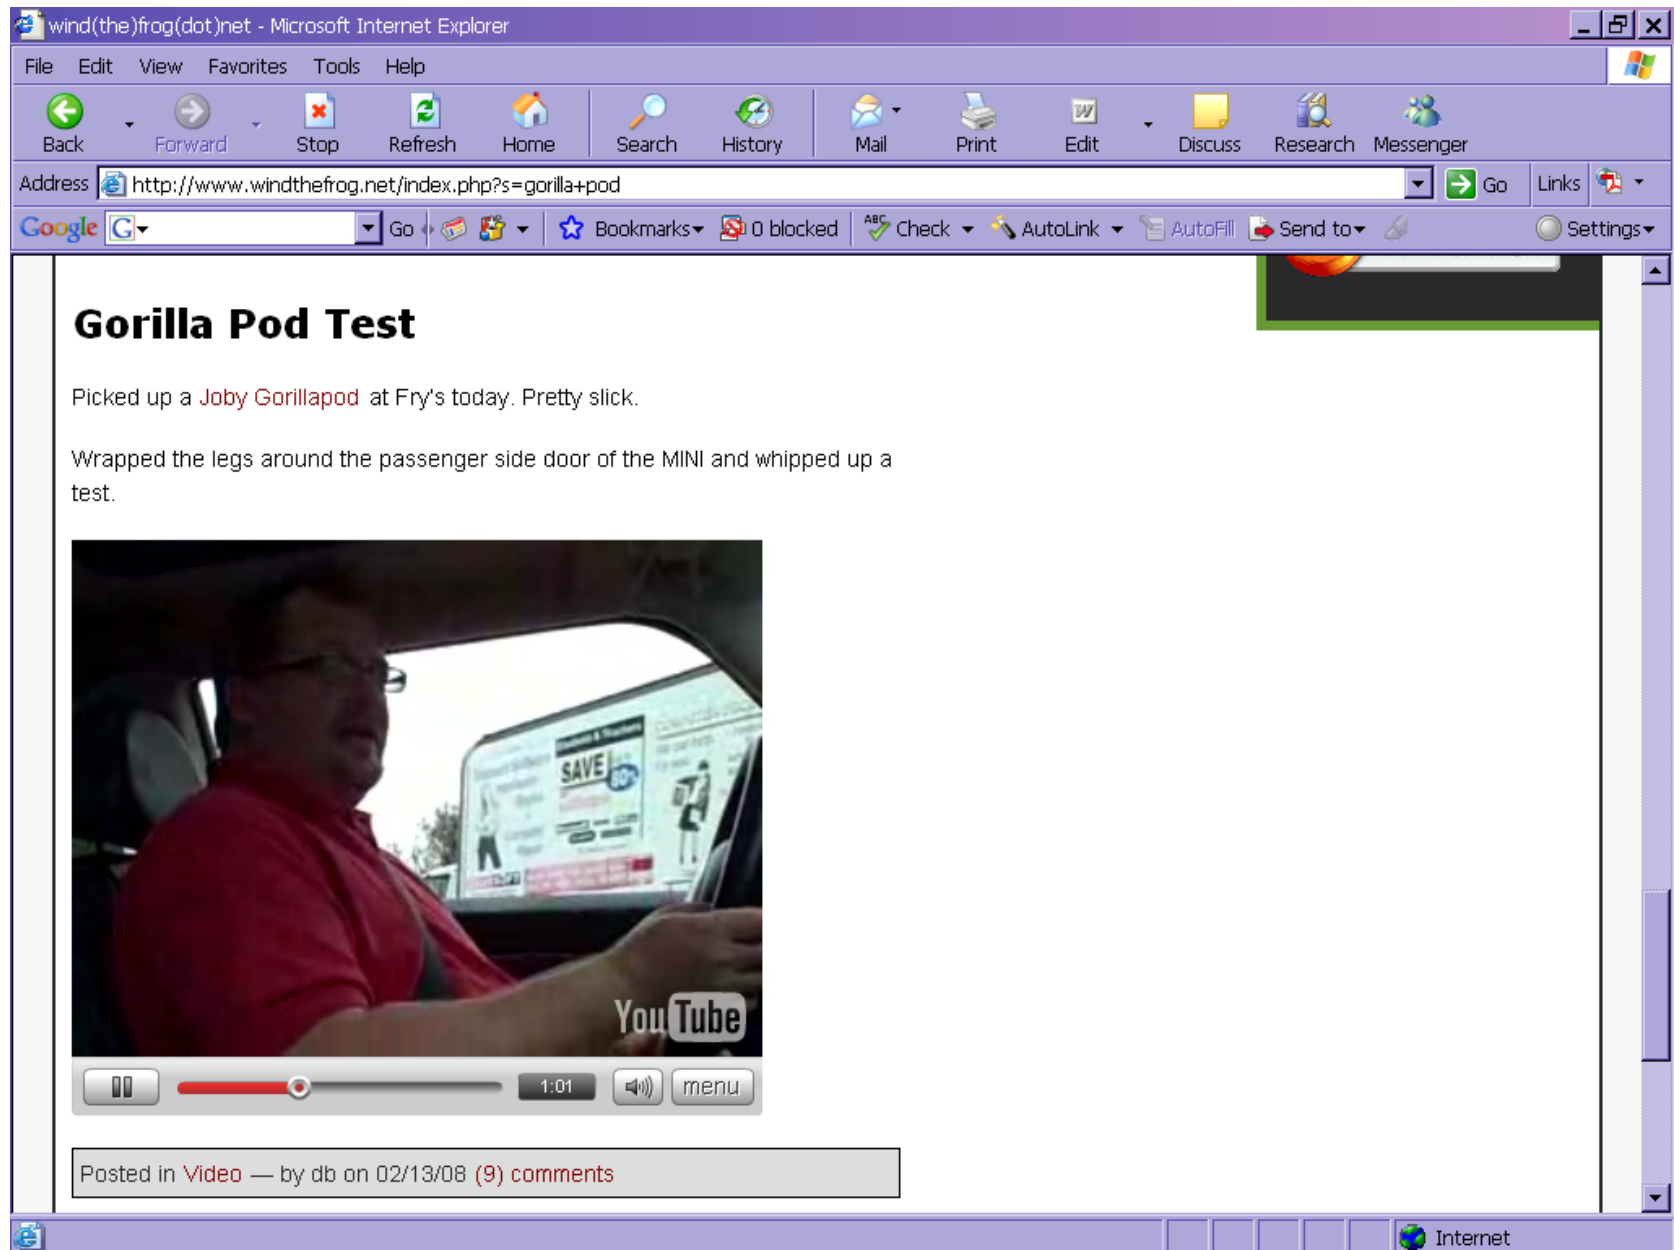 wind(the)frog(dot)net - Microsoft Internet Explorer
File Edit View Favorites Tools Help
Back Forward Stop Refresh Home Search History Mail Print Edit Discuss Research Messenger
Address http://www.windthefrog.net/index.php?s=gorilla+pod Go Links
Google G Go Bookmarks 0 blocked ABC Check AutoLink AutoFill Send to Settings
Gorilla Pod Test
Picked up a Joby Gorillapod at Fry's today. Pretty slick.
Wrapped the legs around the passenger side door of the MINI and whipped up a
test.
SAVE
80%
YouTube
1:01 menu
Posted in Video — by db on 02/13/08 (9) comments
Internet